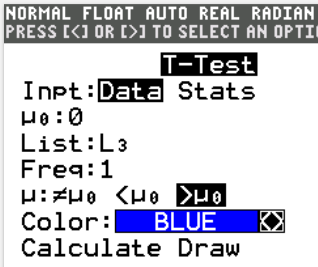 NORMAL FLOAT AUTO REAL RADIAN
PRESS [<] OR [>] TO SELECT AN OPTI
T-Test
Inpt:Data Stats
μ₀:0
List:L₃
Freq:1
μ:≠μ₀ <μ₀ >μ₀
Color: BLUE
Calculate Draw